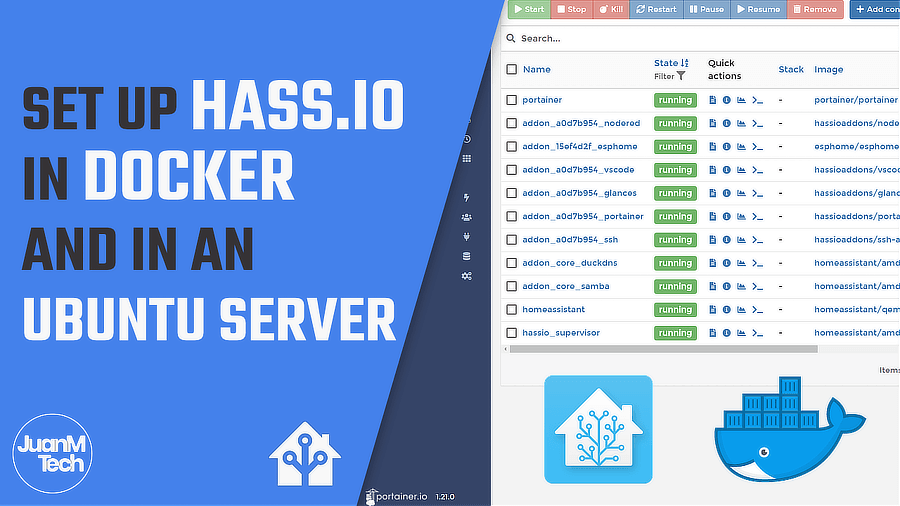 SET UP HASS.IO
IN DOCKER
AND IN AN
UBUNTU SERVER
JuanM
Tech
portainer.io 1.21.0
Start Stop Kill Restart Pause Resume Remove + Add con
Search...
Name State Filter Quick actions Stack Image
portainer running - portainer/portainer
addon_a0d7b954_nodered running - hassioaddons/node
addon_15ef4d2f_esphome running - esphome/esphome
addon_a0d7b954_vscode running - hassioaddons/vsco
addon_a0d7b954_glances running - hassioaddons/glanc
addon_a0d7b954_portainer running - hassioaddons/porta
addon_a0d7b954_ssh running - hassioaddons/ssh-a
addon_core_duckdns running - homeassistant/amd
addon_core_samba running - homeassistant/amd
homeassistant running - homeassistant/qem
hassio_supervisor running - homeassistant/amd
Items